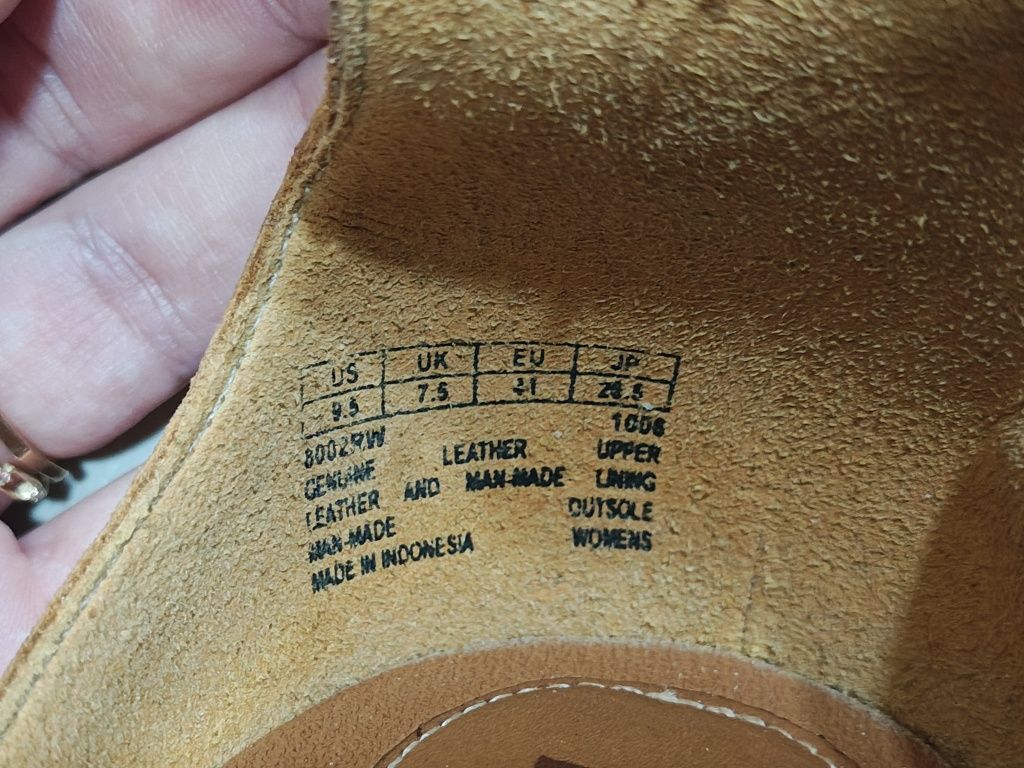 US UK EU JP
9.5 7.5 41 26.5
8002RW 1006
GENUINE LEATHER UPPER
LEATHER AND MAN-MADE LINING
MAN-MADE OUTSOLE
MADE IN INDONESIA WOMENS